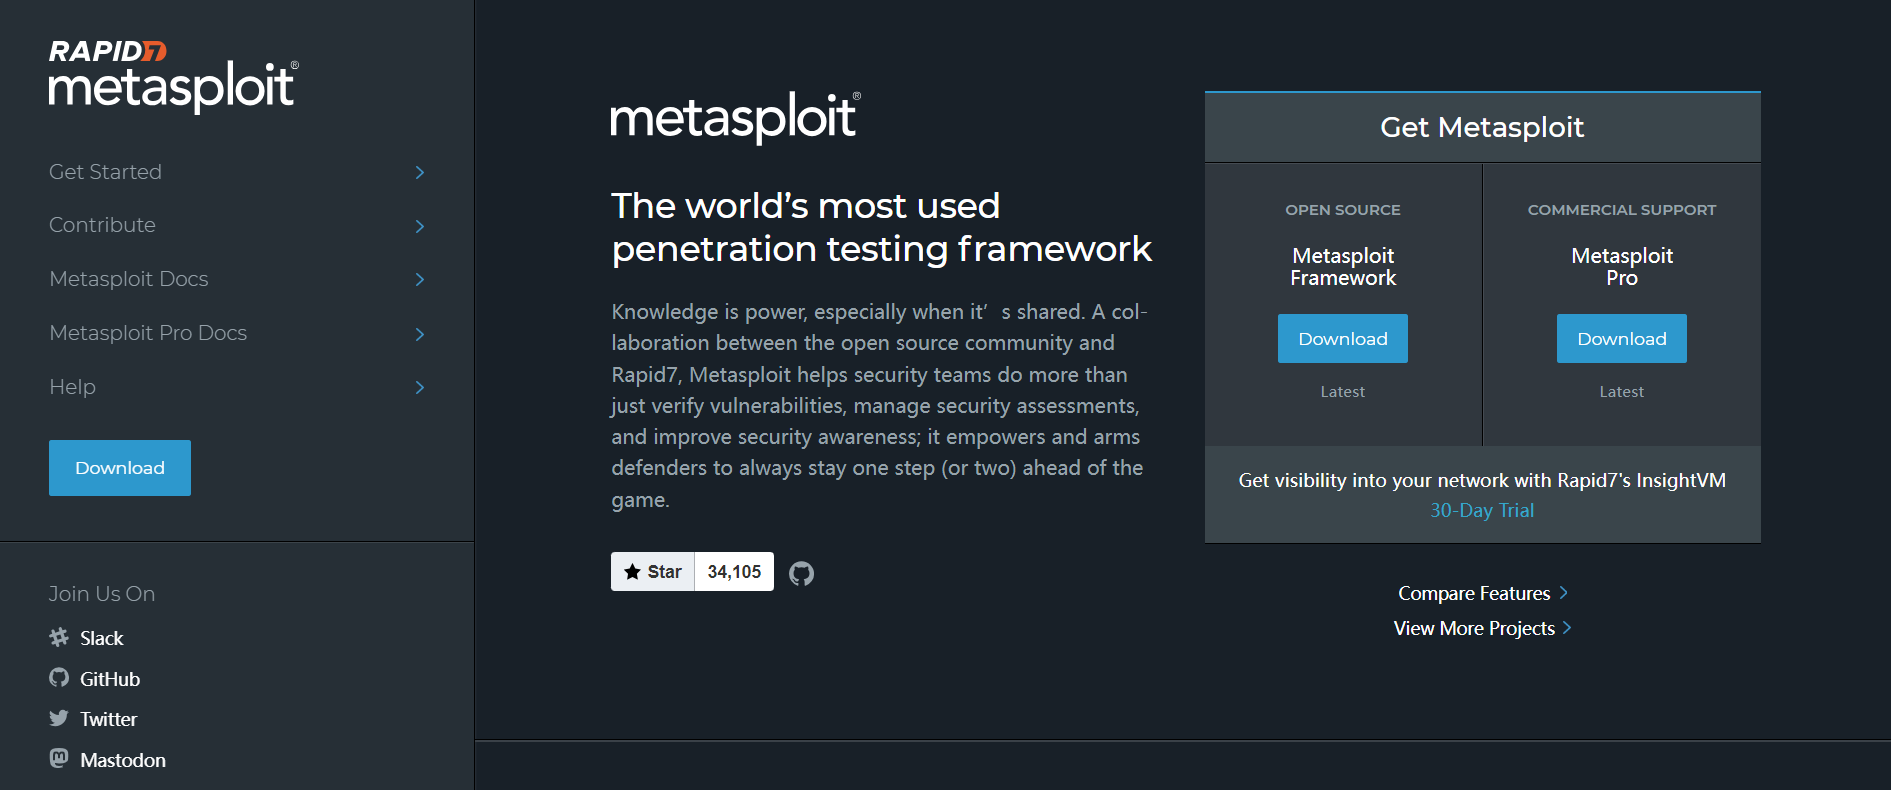 RAPID7
metasploit®
Get Started
Contribute
Metasploit Docs
Metasploit Pro Docs
Help
Download
Join Us On
Slack
GitHub
Twitter
Mastodon
metasploit®
The world’s most used
penetration testing framework
Knowledge is power, especially when it’s shared. A col-
laboration between the open source community and
Rapid7, Metasploit helps security teams do more than
just verify vulnerabilities, manage security assessments,
and improve security awareness; it empowers and arms
defenders to always stay one step (or two) ahead of the
game.
Star 34,105
Get Metasploit
OPEN SOURCE
Metasploit
Framework
Download
Latest
COMMERCIAL SUPPORT
Metasploit
Pro
Download
Latest
Get visibility into your network with Rapid7's InsightVM
30-Day Trial
Compare Features
View More Projects